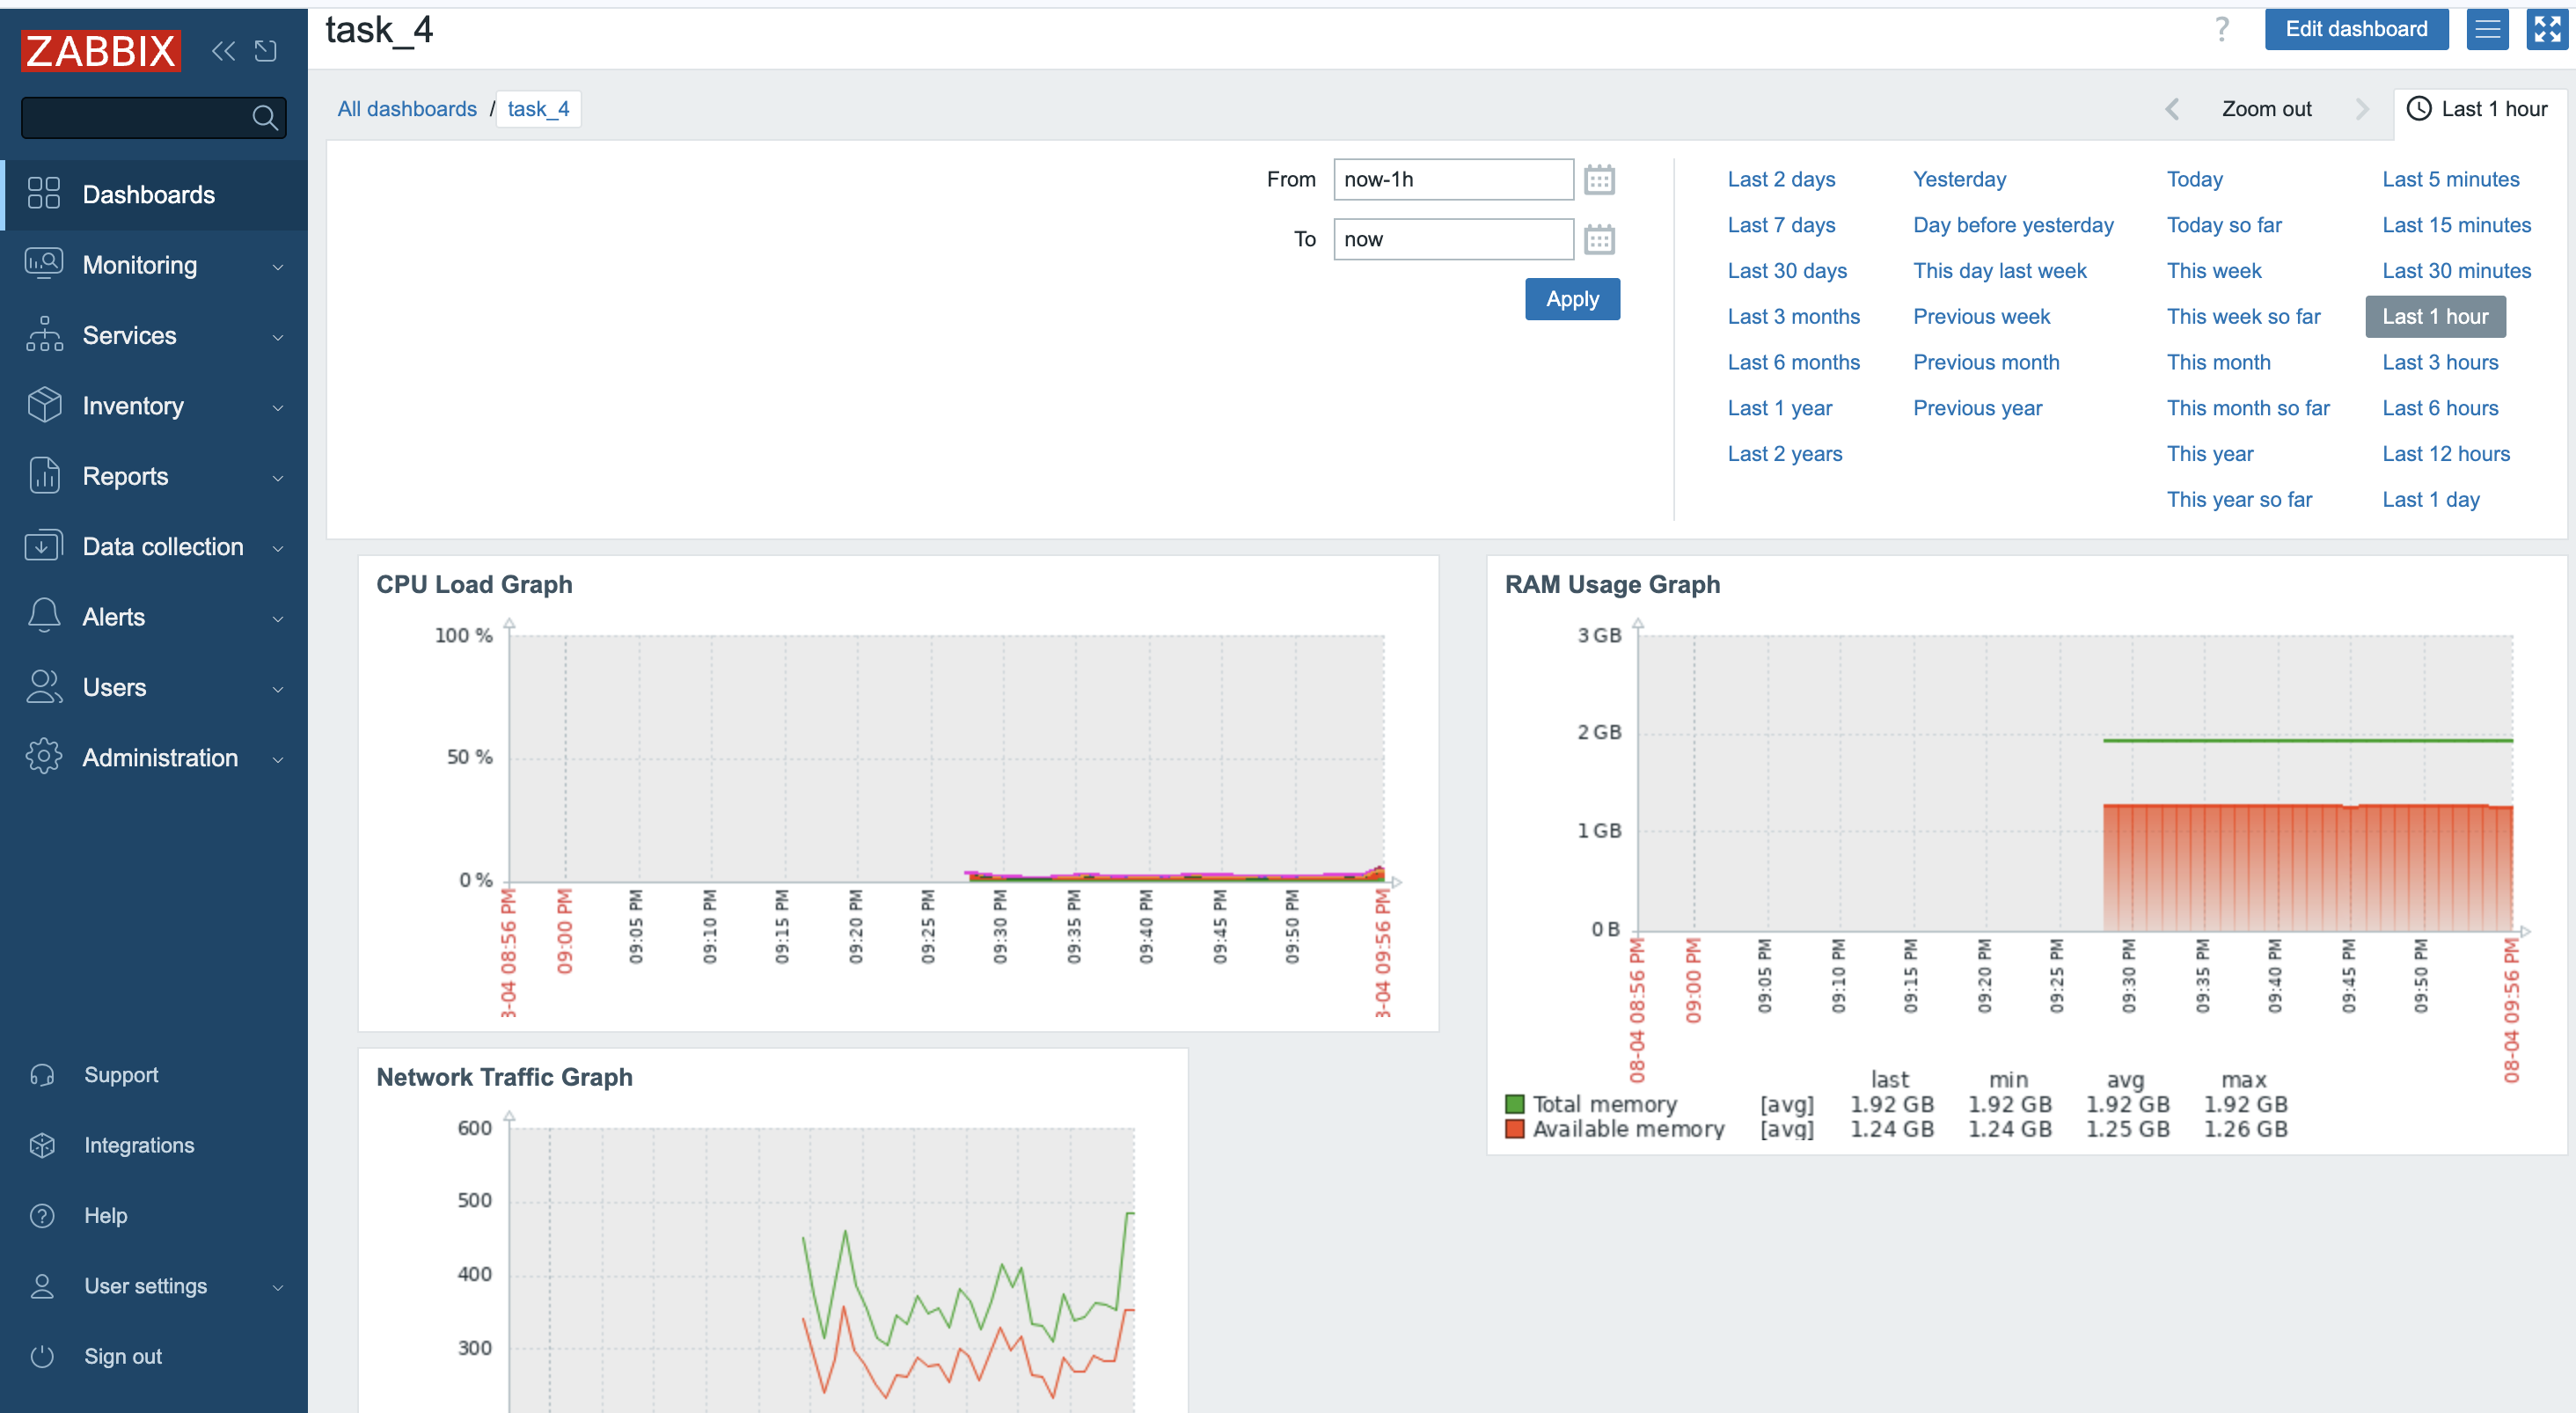 task_4
?
Edit dashboard
ZABBIX
All dashboards / task_4
Zoom out
Last 1 hour
Dashboards
Monitoring
Services
Inventory
Reports
Data collection
Alerts
Users
Administration
Support
Integrations
Help
User settings
Sign out
From now-1h
To now
Apply
Last 2 days Yesterday Today Last 5 minutes
Last 7 days Day before yesterday Today so far Last 15 minutes
Last 30 days This day last week This week Last 30 minutes
Last 3 months Previous week This week so far Last 1 hour
Last 6 months Previous month This month Last 3 hours
Last 1 year Previous year This month so far Last 6 hours
Last 2 years This year Last 12 hours
This year so far Last 1 day
CPU Load Graph
100 %
50 %
0 %
3-04 08:56 PM
09:00 PM
09:05 PM
09:10 PM
09:15 PM
09:20 PM
09:25 PM
09:30 PM
09:35 PM
09:40 PM
09:45 PM
09:50 PM
3-04 09:56 PM
RAM Usage Graph
3 GB
2 GB
1 GB
0 B
08-04 08:56 PM
09:00 PM
09:05 PM
09:10 PM
09:15 PM
09:20 PM
09:25 PM
09:30 PM
09:35 PM
09:40 PM
09:45 PM
09:50 PM
08-04 09:56 PM
last min avg max
Total memory [avg] 1.92 GB 1.92 GB 1.92 GB 1.92 GB
Available memory [avg] 1.24 GB 1.24 GB 1.25 GB 1.26 GB
Network Traffic Graph
600
500
400
300